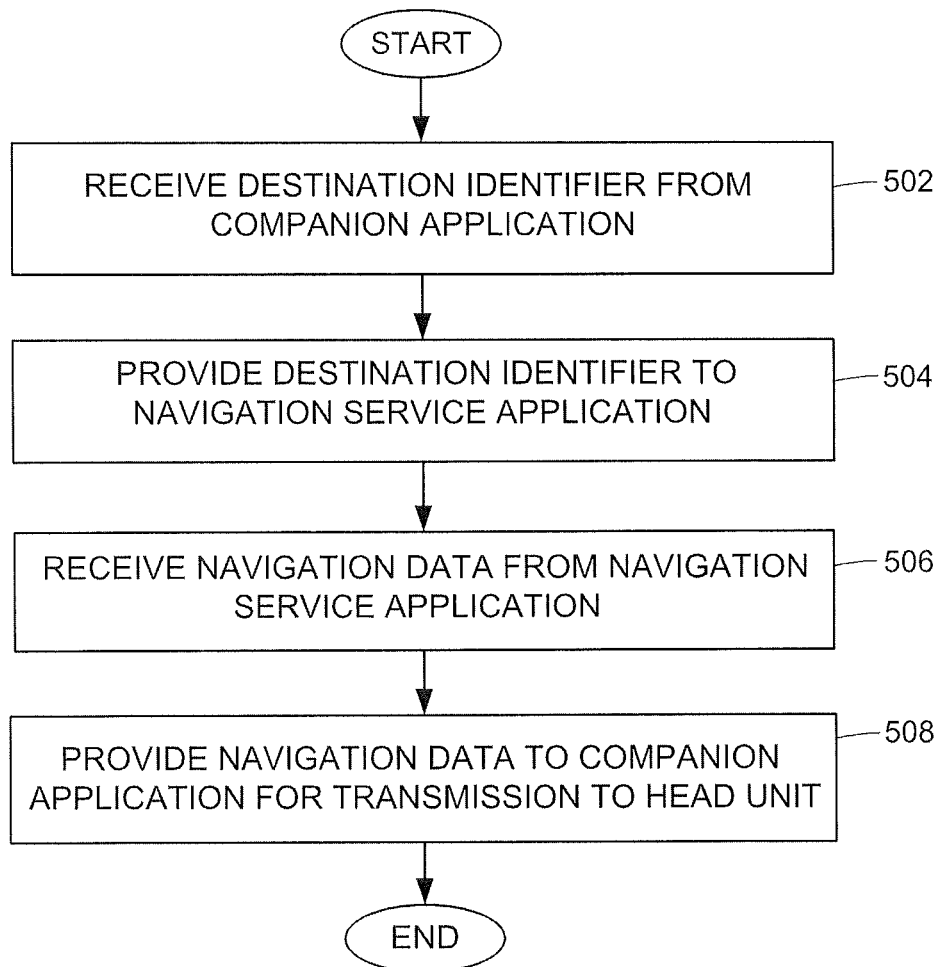 START
RECEIVE DESTINATION IDENTIFIER FROM
COMPANION APPLICATION
502
PROVIDE DESTINATION IDENTIFIER TO
NAVIGATION SERVICE APPLICATION
504
RECEIVE NAVIGATION DATA FROM NAVIGATION
SERVICE APPLICATION
506
PROVIDE NAVIGATION DATA TO COMPANION
APPLICATION FOR TRANSMISSION TO HEAD UNIT
508
END